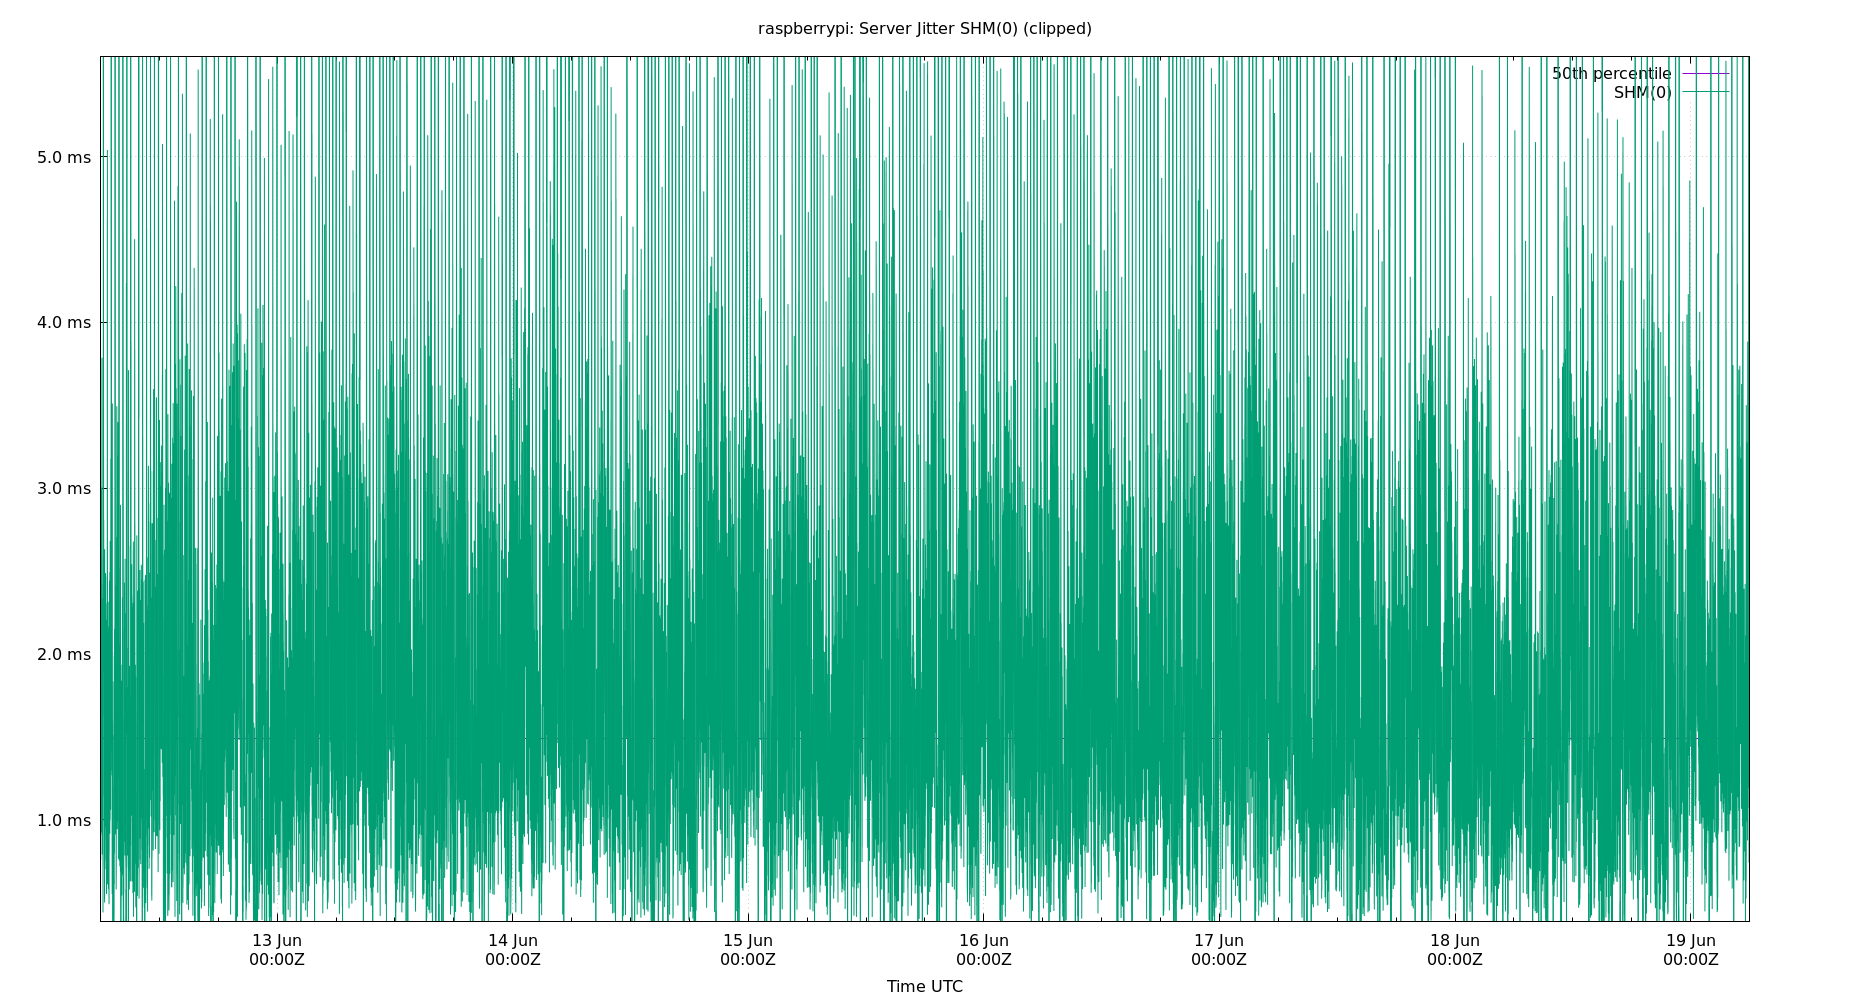 raspberrypi: Server Jitter SHM(0) (clipped)
50th percentile
SHM(0)
5.0 ms
4.0 ms
3.0 ms
2.0 ms
1.0 ms
13 Jun 14 Jun 15 Jun 16 Jun 17 Jun 18 Jun 19 Jun
00:00Z 00:00Z 00:00Z 00:00Z 00:00Z 00:00Z 00:00Z
Time UTC